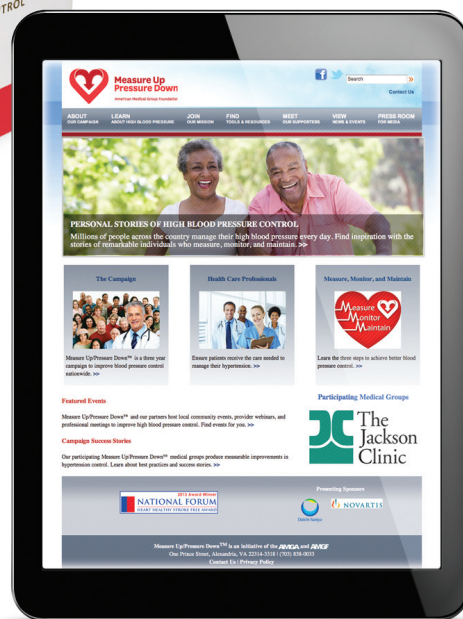 TROL
Measure Up
Pressure Down
American Medical Group Foundation
Search
Contact Us
ABOUT
OUR CAMPAIGN
LEARN
ABOUT HIGH BLOOD PRESSURE
JOIN
OUR MISSION
FIND
TOOLS & RESOURCES
MEET
OUR SUPPORTERS
VIEW
NEWS & EVENTS
PRESS ROOM
FOR MEDIA
PERSONAL STORIES OF HIGH BLOOD PRESSURE CONTROL
Millions of people across the country manage their high blood pressure every day. Find inspiration with the
stories of remarkable individuals who measure, monitor, and maintain. >>
The Campaign
Measure Up/Pressure Down™ is a three year
campaign to improve blood pressure control
nationwide. >>
Health Care Professionals
Ensure patients receive the care needed to
manage their hypertension. >>
Measure, Monitor, and Maintain
Measure
Monitor
Maintain
Learn the three steps to achieve better blood
pressure control. >>
Featured Events
Measure Up/Pressure Down™ and our partners host local community events, provider webinars, and
professional meetings to improve high blood pressure control. Find events for you. >>
Campaign Success Stories
Our participating Measure Up/Pressure Down™ medical groups produce measurable improvements in
hypertension control. Learn about best practices and success stories. >>
Participating Medical Groups
The
Jackson
Clinic
2015 Award Winner
NATIONAL FORUM
HEART HEALTHY STROKE FREE AWARD
Presenting Sponsors
Daiichi-Sankyo
NOVARTIS
Measure Up/Pressure Down™ is an initiative of the AMGA and AMGF
One Prince Street, Alexandria, VA 22314-3318 | (703) 838-0033
Contact Us | Privacy Policy